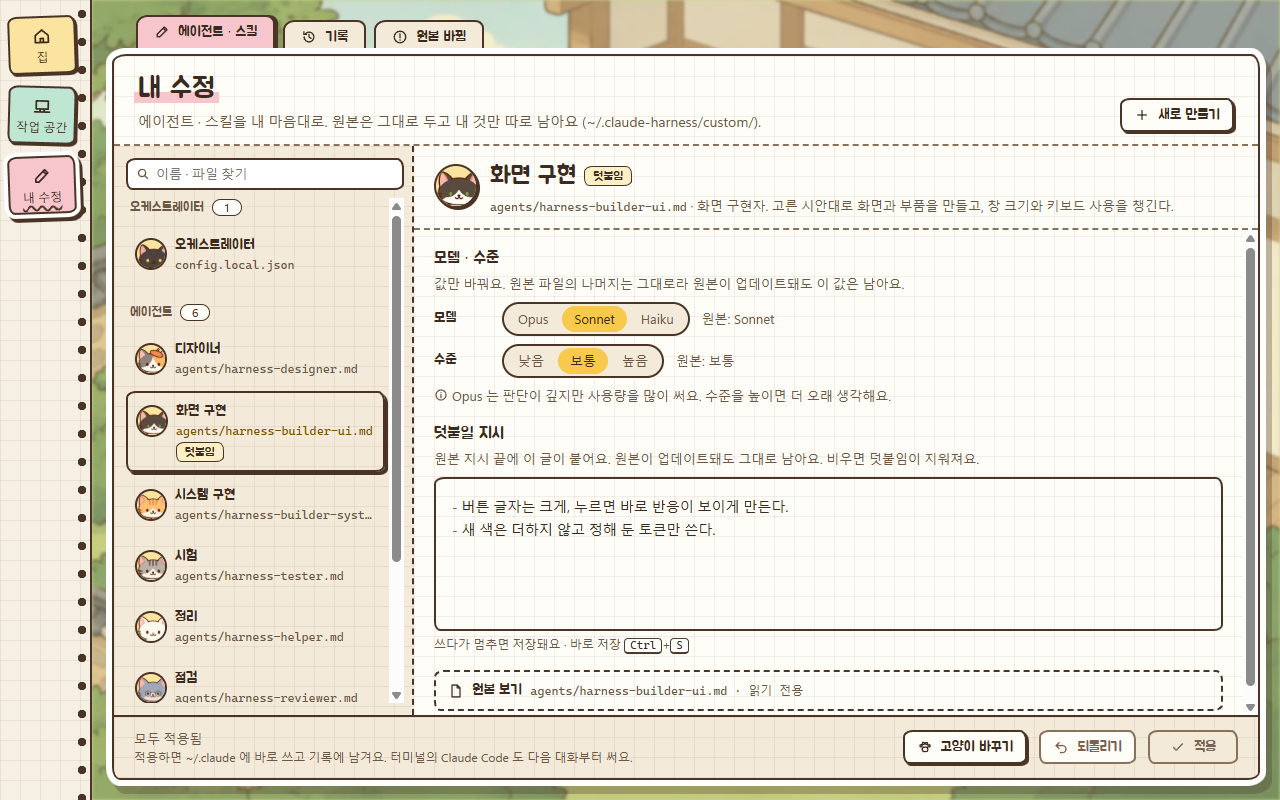 집
작업 공간
내 수정
에이전트 · 스킬
기록
원본 바뀜
내 수정
에이전트 · 스킬을 내 마음대로. 원본은 그대로 두고 내 것만 따로 남아요 (~/.claude-harness/custom/).
새로 만들기
이름 · 파일 찾기
오케스트레이터 1
오케스트레이터
config.local.json
에이전트 6
디자이너
agents/harness-designer.md
화면 구현
agents/harness-builder-ui.md
덧붙임
시스템 구현
agents/harness-builder-syst…
시험
agents/harness-tester.md
정리
agents/harness-helper.md
점검
agents/harness-reviewer.md
화면 구현 덧붙임
agents/harness-builder-ui.md · 화면 구현자. 고른 시안대로 화면과 부품을 만들고, 창 크기와 키보드 사용을 챙긴다.
모델 · 수준
값만 바꿔요. 원본 파일의 나머지는 그대로라 원본이 업데이트돼도 이 값은 남아요.
모델 Opus Sonnet Haiku 원본: Sonnet
수준 낮음 보통 높음 원본: 보통
Opus 는 판단이 깊지만 사용량을 많이 써요. 수준을 높이면 더 오래 생각해요.
덧붙일 지시
원본 지시 끝에 이 글이 붙어요. 원본이 업데이트돼도 그대로 남아요. 비우면 덧붙임이 지워져요.
- 버튼 글자는 크게, 누르면 바로 반응이 보이게 만든다.
- 새 색은 더하지 않고 정해 둔 토큰만 쓴다.
쓰다가 멈추면 저장돼요 · 바로 저장 Ctrl+S
원본 보기 agents/harness-builder-ui.md · 읽기 전용
모두 적용됨
적용하면 ~/.claude 에 바로 쓰고 기록에 남겨요. 터미널의 Claude Code 도 다음 대화부터 써요.
고양이 바꾸기
되돌리기
적용